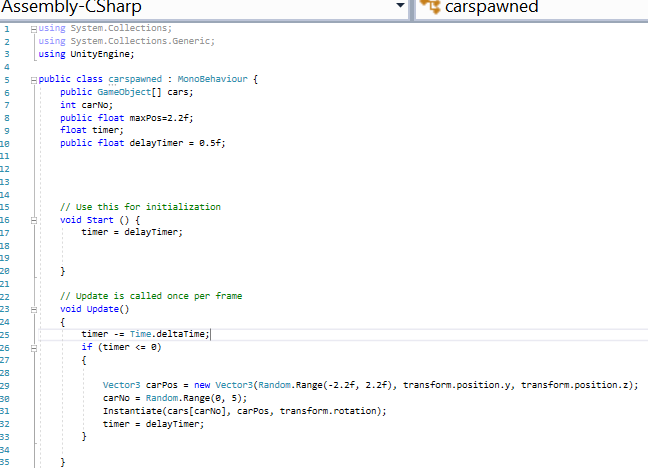 Assembly-CSharp carspawned
1 using System.Collections;
2 using System.Collections.Generic;
3 using UnityEngine;
4
5 public class carspawned : MonoBehaviour {
6 public GameObject[] cars;
7 int carNo;
8 public float maxPos=2.2f;
9 float timer;
10 public float delayTimer = 0.5f;
11
12
13
14
15 // Use this for initialization
16 void Start () {
17 timer = delayTimer;
18
19
20 }
21
22 // Update is called once per frame
23 void Update()
24 {
25 timer -= Time.deltaTime;
26 if (timer <= 0)
27 {
28
29 Vector3 carPos = new Vector3(Random.Range(-2.2f, 2.2f), transform.position.y, transform.position.z);
30 carNo = Random.Range(0, 5);
31 Instantiate(cars[carNo], carPos, transform.rotation);
32 timer = delayTimer;
33 }
34
35 }